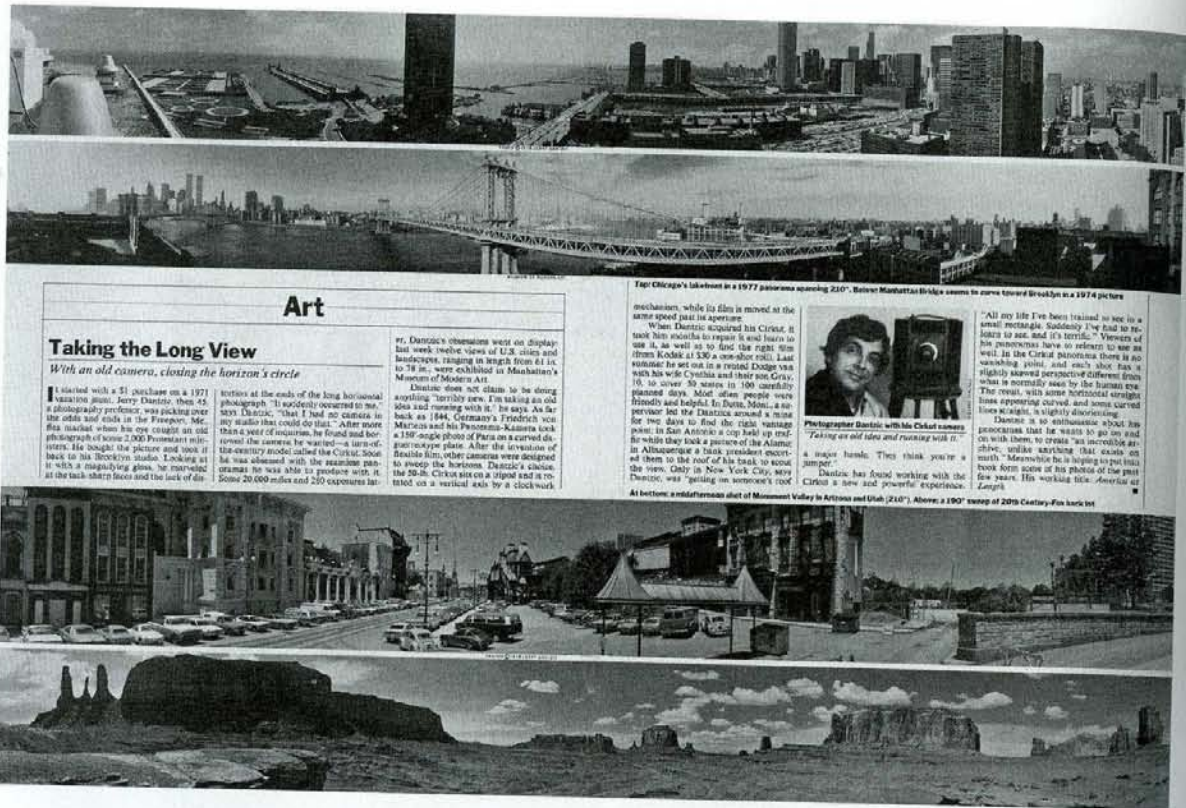 Top: Chicago's lakefront in a 1977 panorama spanning 210°. Below: Manhattan Bridge seems to curve toward Brooklyn in a 1974 picture
Art
Taking the Long View
With an old camera, closing the horizon's circle
It started with a $1 purchase on a 1971
vacation jaunt. Jerry Dantzic, then 45,
a photography professor, was picking over
the odds and ends in the Freeport, Me.,
flea market when his eye caught an old
photograph of some 2,000 Protestant min-
isters. He bought the picture and took it
back to his Brooklyn studio. Looking at
it with a magnifying glass, he marveled
at the tack-sharp faces and the lack of dis-
tortion at the ends of the long horizontal
photograph. "It suddenly occurred to me,"
says Dantzic, "that I had no camera in
my studio that could do that." After more
than a year of inquiries, he found and bor-
rowed the camera he wanted—a turn-of-
the-century model called the Cirkut. Soon
he was obsessed with the seamless pan-
oramas he was able to produce with it.
Some 20,000 miles and 250 exposures lat-
er, Dantzic's obsessions went on display:
last week twelve views of U.S. cities and
landscapes, ranging in length from 61 in.
to 78 in., were exhibited in Manhattan's
Museum of Modern Art.
Dantzic does not claim to be doing
anything "terribly new. I'm taking an old
idea and running with it," he says. As far
back as 1844, Germany's Friedrich von
Martens and his Panorama-Kamera took
a 150°-angle photo of Paris on a curved da-
guerreotype plate. After the invention of
flexible film, other cameras were designed
to sweep the horizons. Dantzic's choice,
the 50-lb. Cirkut sits on a tripod and is ro-
tated on a vertical axis by a clockwork
mechanism, while its film is moved at the
same speed past its aperture.
When Dantzic acquired his Cirkut, it
took him months to repair it and learn to
use it, as well as to find the right film
(from Kodak at $30 a one-shot roll). Last
summer he set out in a rented Dodge van
with his wife Cynthia and their son Gray,
10, to cover 50 states in 100 carefully
planned days. Most often people were
friendly and helpful. In Butte, Mont., a su-
pervisor led the Dantzics around a mine
for two days to find the right vantage
point; in San Antonio a cop held up traf-
fic while they took a picture of the Alamo;
in Albuquerque a bank president escort-
ed them to the roof of his bank to scout
the view. Only in New York City, says
Dantzic, was "getting on someone's roof
Photographer Dantzic with his Cirkut camera
"Taking an old idea and running with it."
a major hassle. They think you're a
jumper."
Dantzic has found working with the
Cirkut a new and powerful experience.
"All my life I've been trained to see in a
small rectangle. Suddenly I've had to re-
learn to see, and it's terrific." Viewers of
his panoramas have to relearn to see as
well. In the Cirkut panorama there is no
vanishing point, and each shot has a
slightly skewed perspective different from
what is normally seen by the human eye.
The result, with some horizontal straight
lines appearing curved, and some curved
lines straight, is slightly disorienting.
Dantzic is so enthusiastic about his
panoramas that he wants to go on and
on with them, to create "an incredible ar-
chive, unlike anything that exists on
earth." Meanwhile he is hoping to put into
book form some of his photos of the past
few years. His working title: America at
Length.
At bottom: a midafternoon shot of Monument Valley in Arizona and Utah (210°). Above: a 190° sweep of 20th Century-Fox back lot